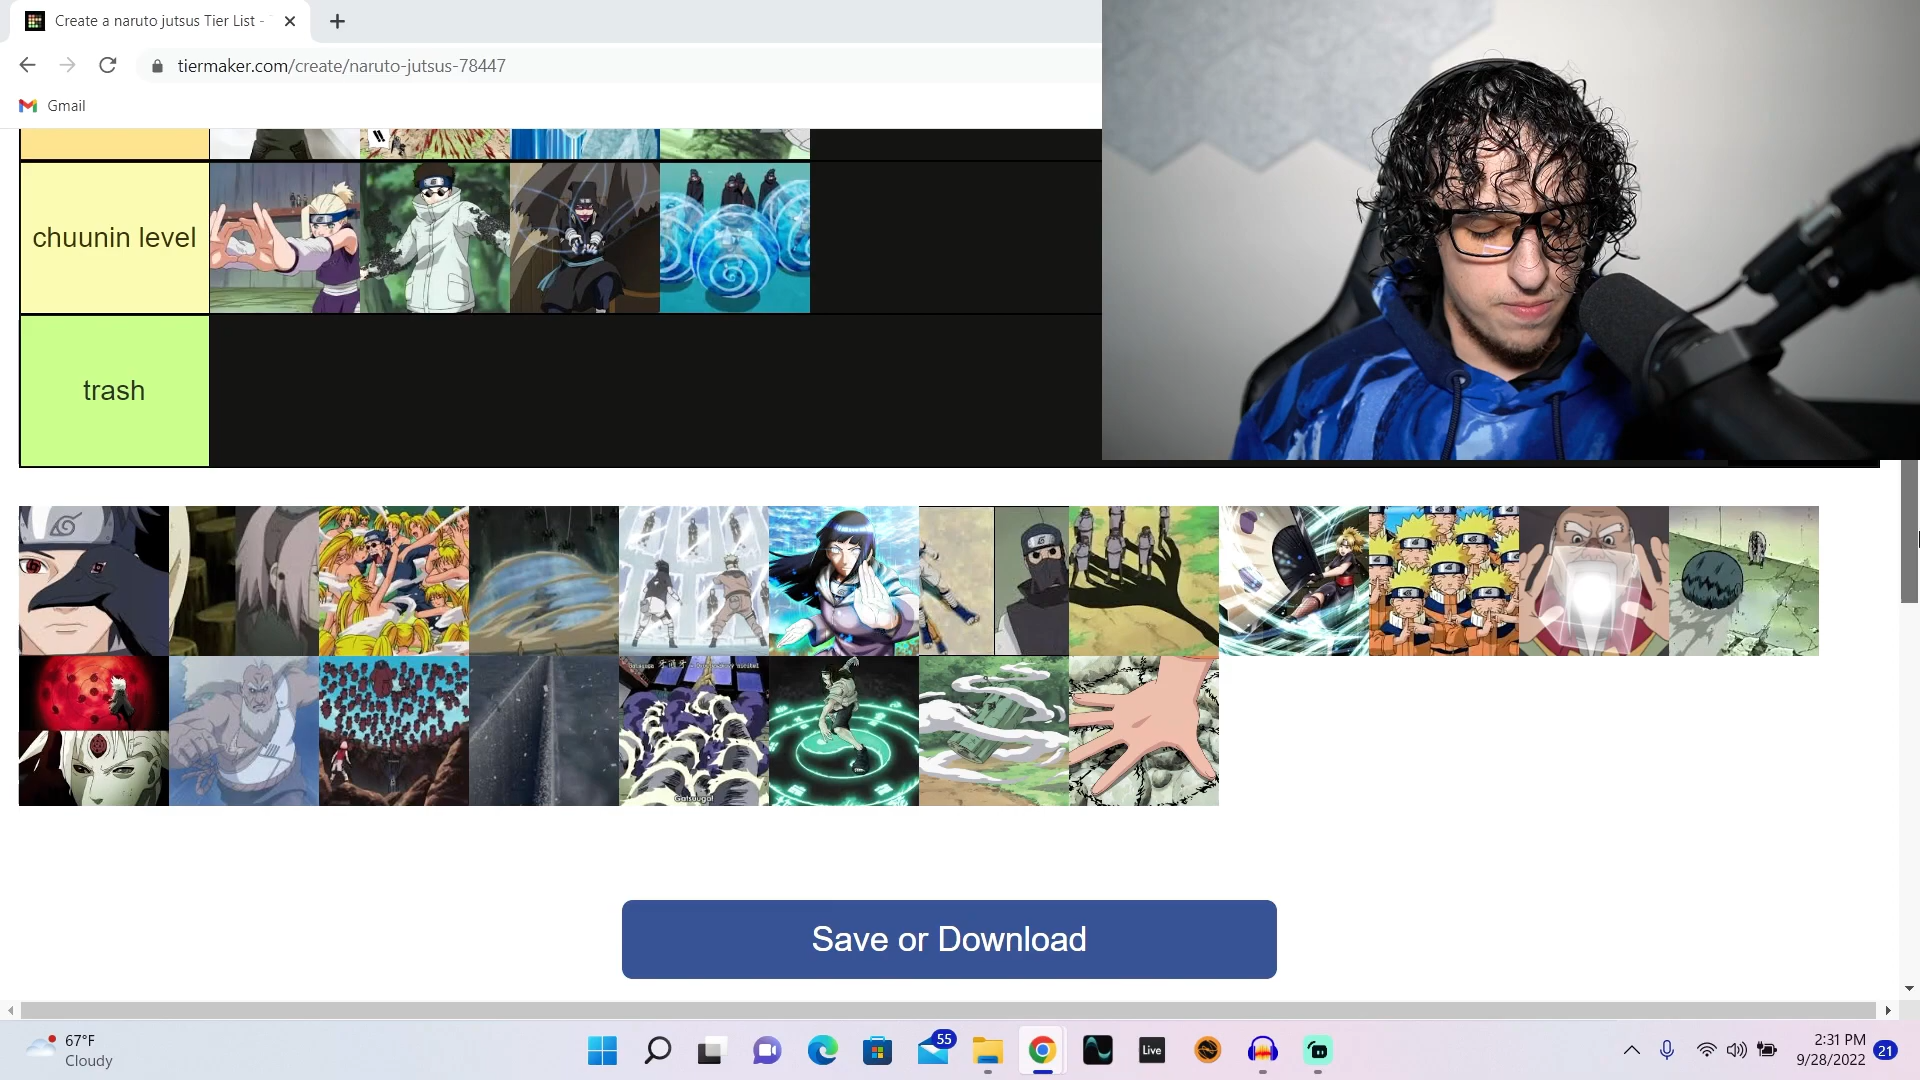 Create a naruto jutsus Tier List -
tiermaker.com/create/naruto-jutsus-78447
Gmail
chuunin level
trash
Gatsuuga!
Save or Download
67°F
Cloudy
55
Live
2:31 PM
9/28/2022
21